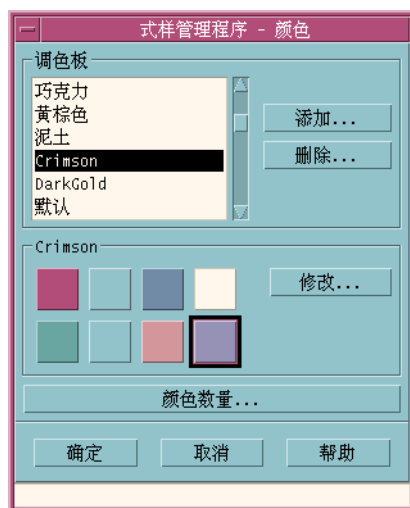 式样管理程序 - 颜色
调色板
巧克力
黄棕色
泥土
Crimson
DarkGold
默认
添加...
删除...
Crimson
修改...
颜色数量...
确定
取消
帮助